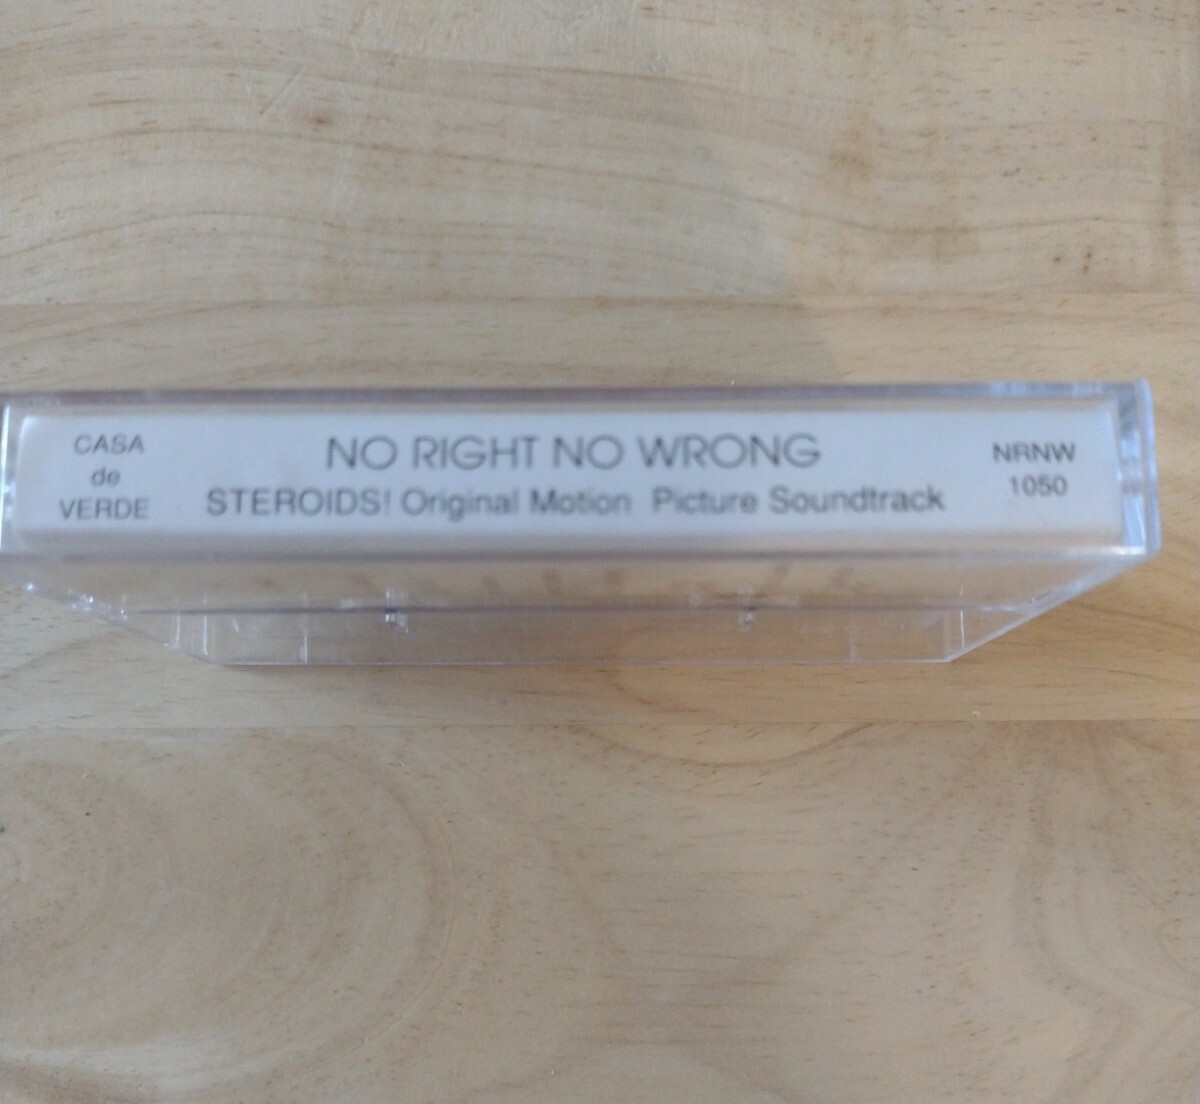 CASA
de
VERDE
NO RIGHT NO WRONG
STEROIDS! Original Motion Picture Soundtrack
NRNW
1050